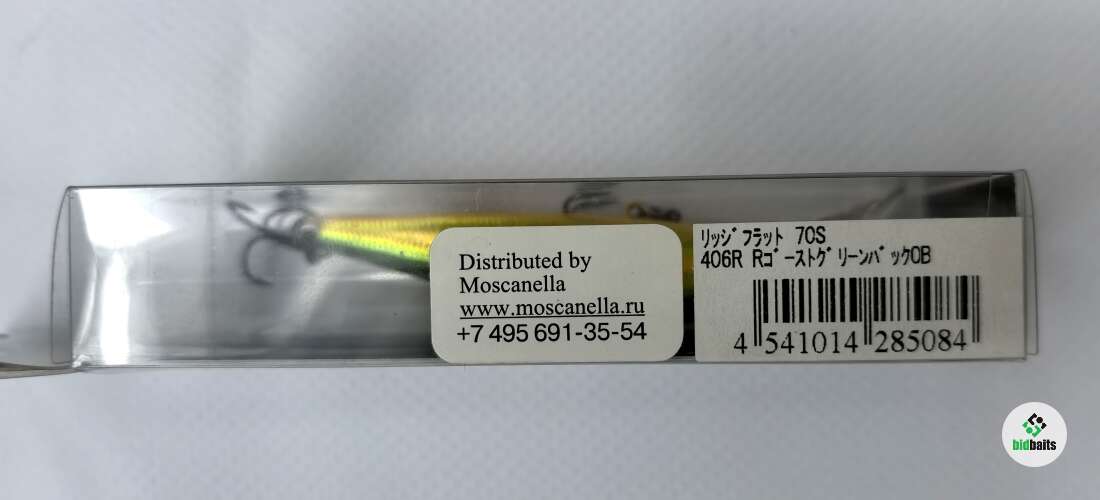 Distributed by
Moscanella
www.moscanella.ru
+7 495 691-35-54
ﾘｯｼﾞﾌﾗｯﾄ 70S
406R RｺﾞｰｽﾄｸﾞﾘｰﾝﾊﾞｯｸOB
4 541014 285084
bidbaits